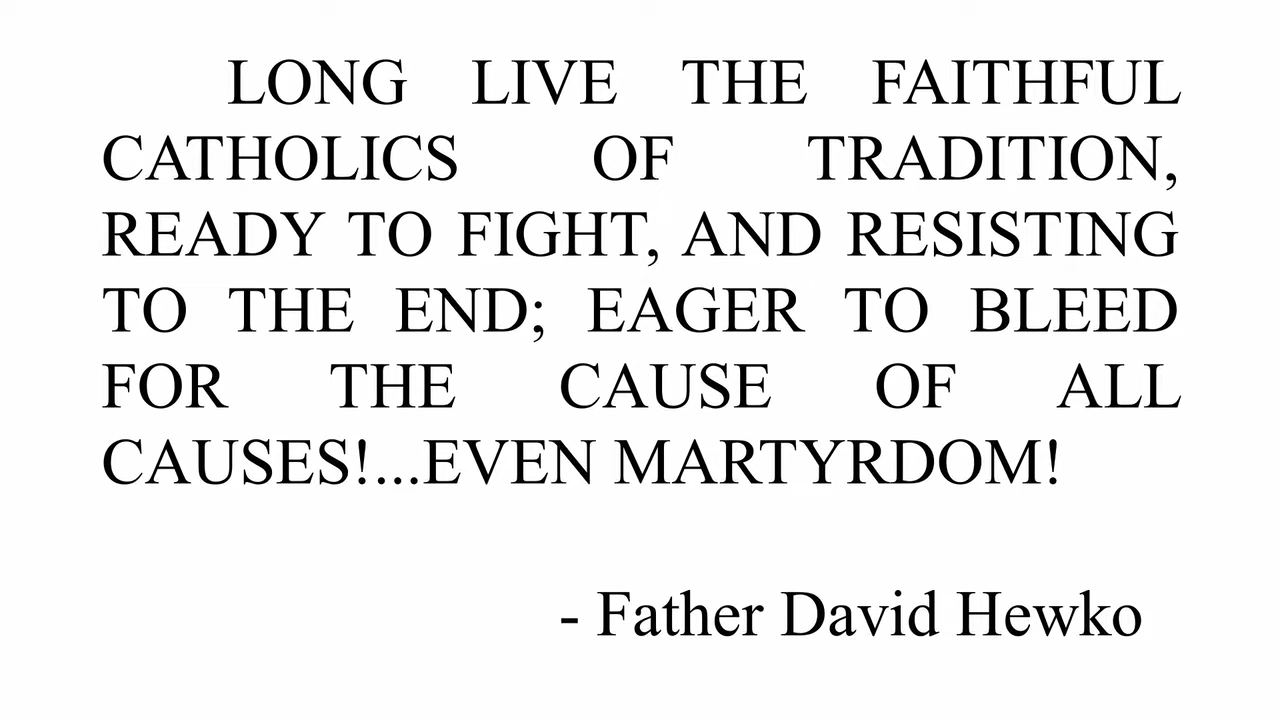 LONG LIVE THE FAITHFUL
CATHOLICS OF TRADITION,
READY TO FIGHT, AND RESISTING
TO THE END; EAGER TO BLEED
FOR THE CAUSE OF ALL
CAUSES!...EVEN MARTYRDOM!
- Father David Hewko